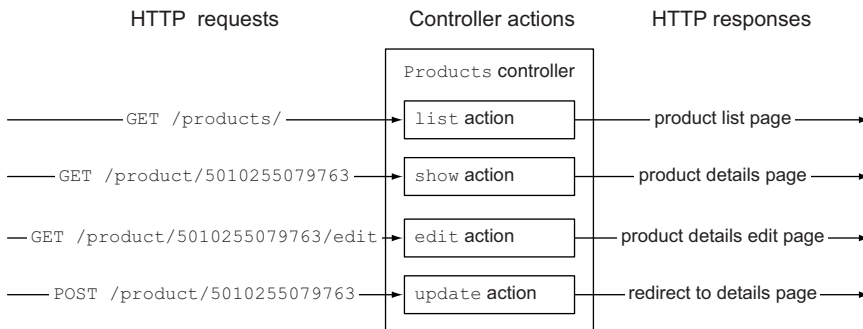 HTTP requests Controller actions HTTP responses
Products controller
GET /products/ list action product list page
GET /product/5010255079763 show action product details page
GET /product/5010255079763/edit edit action product details edit page
POST /product/5010255079763 update action redirect to details page